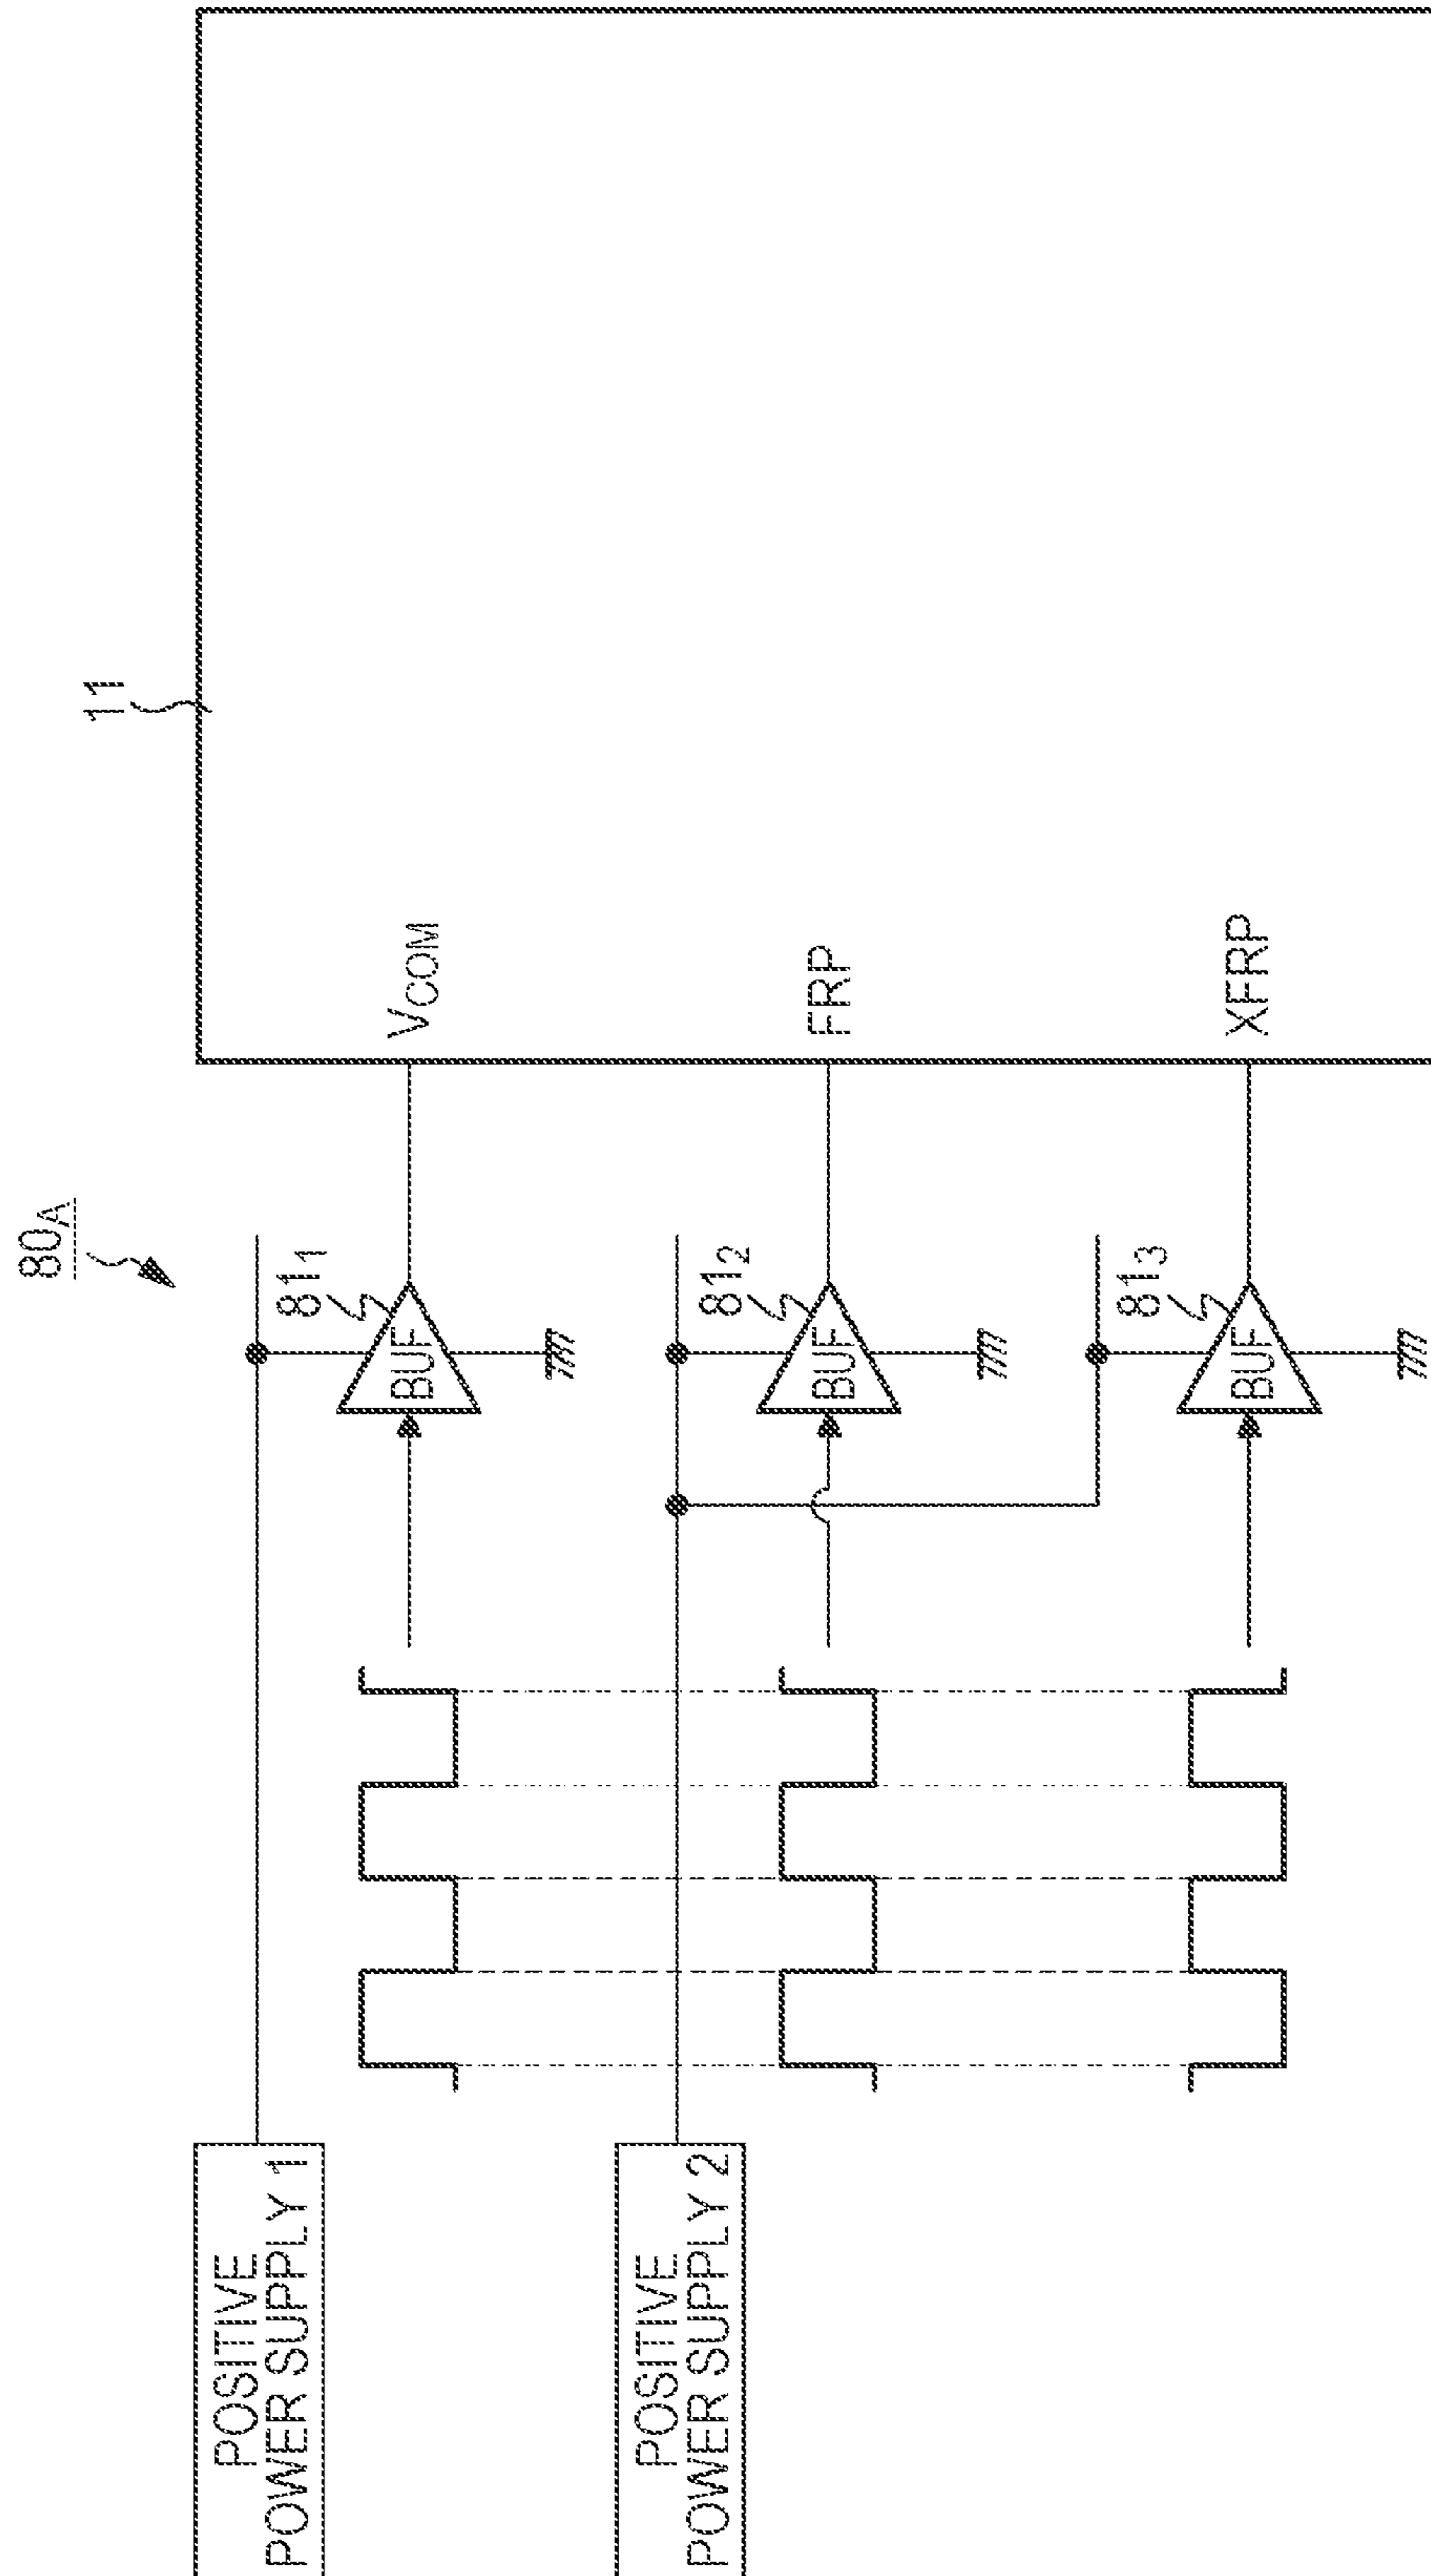 80A
11
POSITIVE
POWER SUPPLY 1
811
BUF
VCOM
POSITIVE
POWER SUPPLY 2
812
BUF
FRP
813
BUF
XFRP